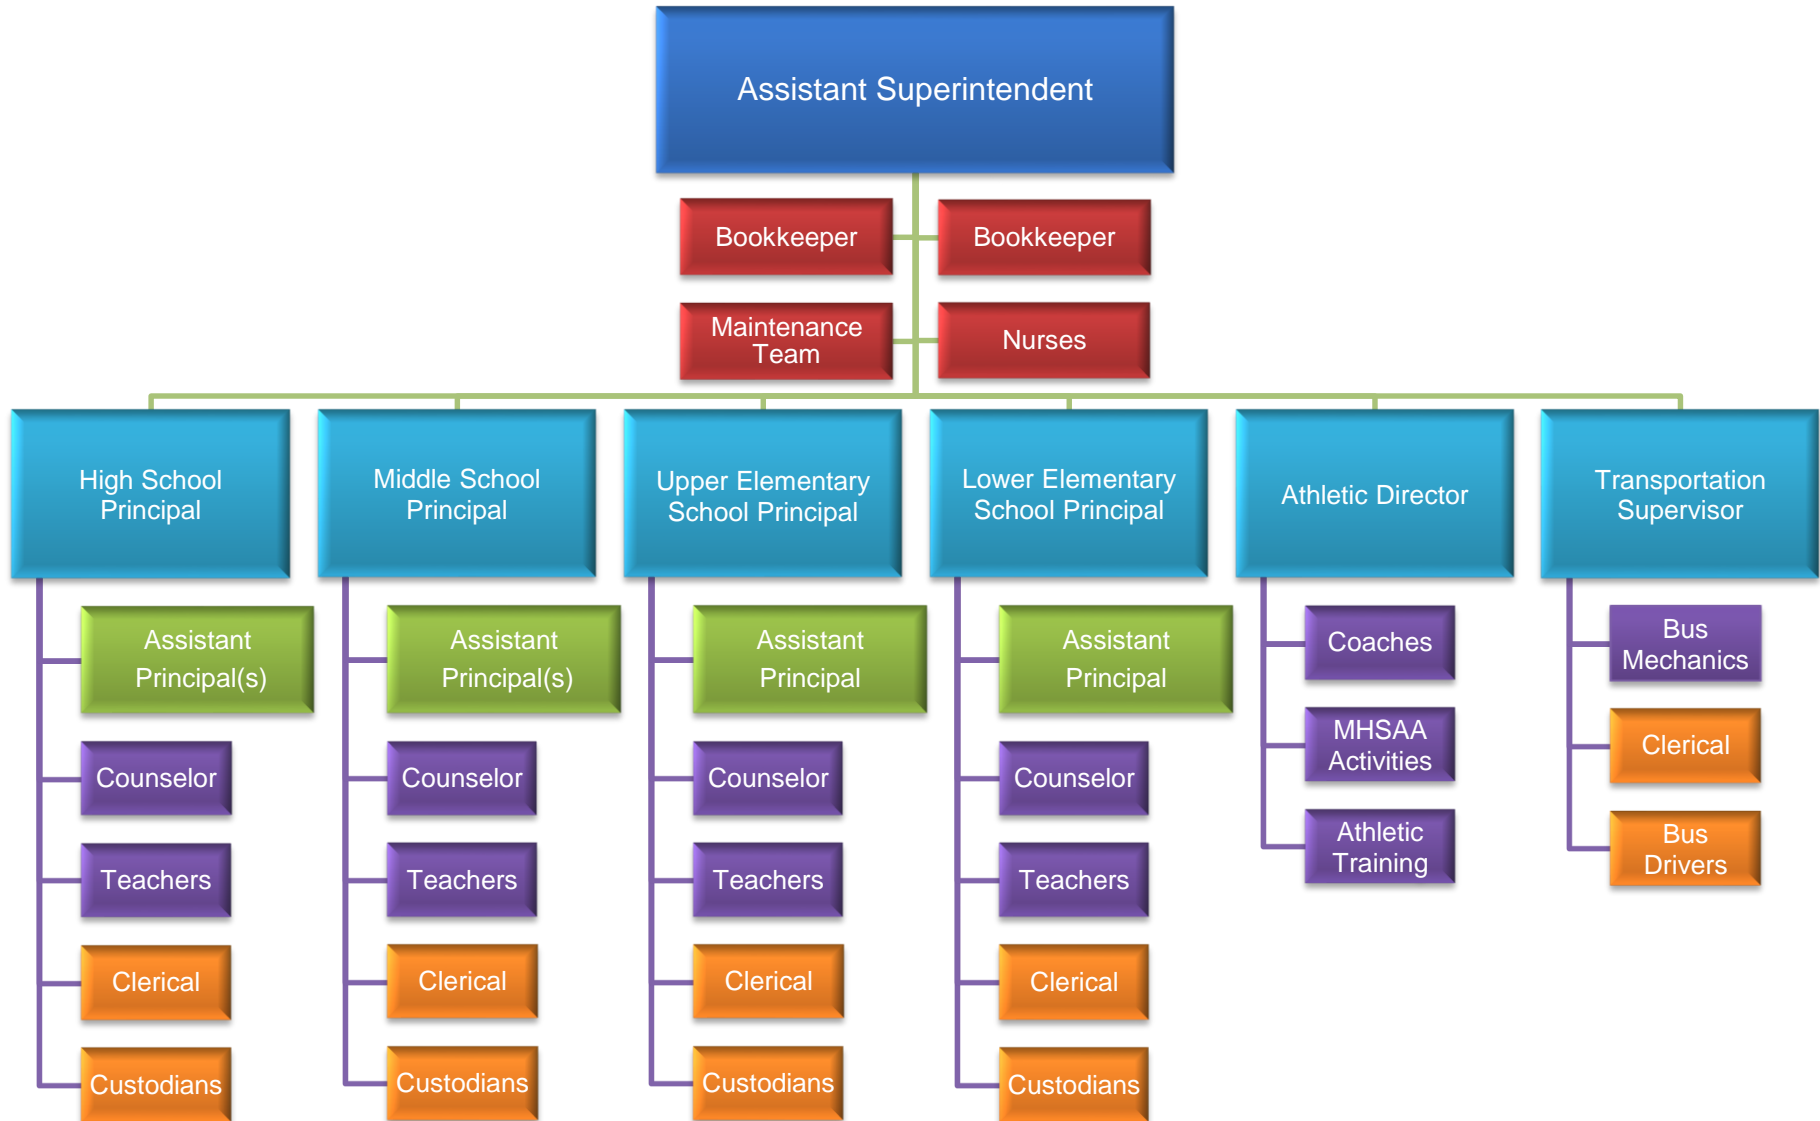 Assistant Superintendent
Bookkeeper
Bookkeeper
Maintenance
Team
Nurses
High School
Principal
Middle School
Principal
Upper Elementary
School Principal
Lower Elementary
School Principal
Athletic Director
Transportation
Supervisor
Assistant
Principal(s)
Counselor
Teachers
Clerical
Custodians
Assistant
Principal(s)
Counselor
Teachers
Clerical
Custodians
Assistant
Principal
Counselor
Teachers
Clerical
Custodians
Assistant
Principal
Counselor
Teachers
Clerical
Custodians
Coaches
MHSAA
Activities
Athletic
Training
Bus
Mechanics
Clerical
Bus
Drivers